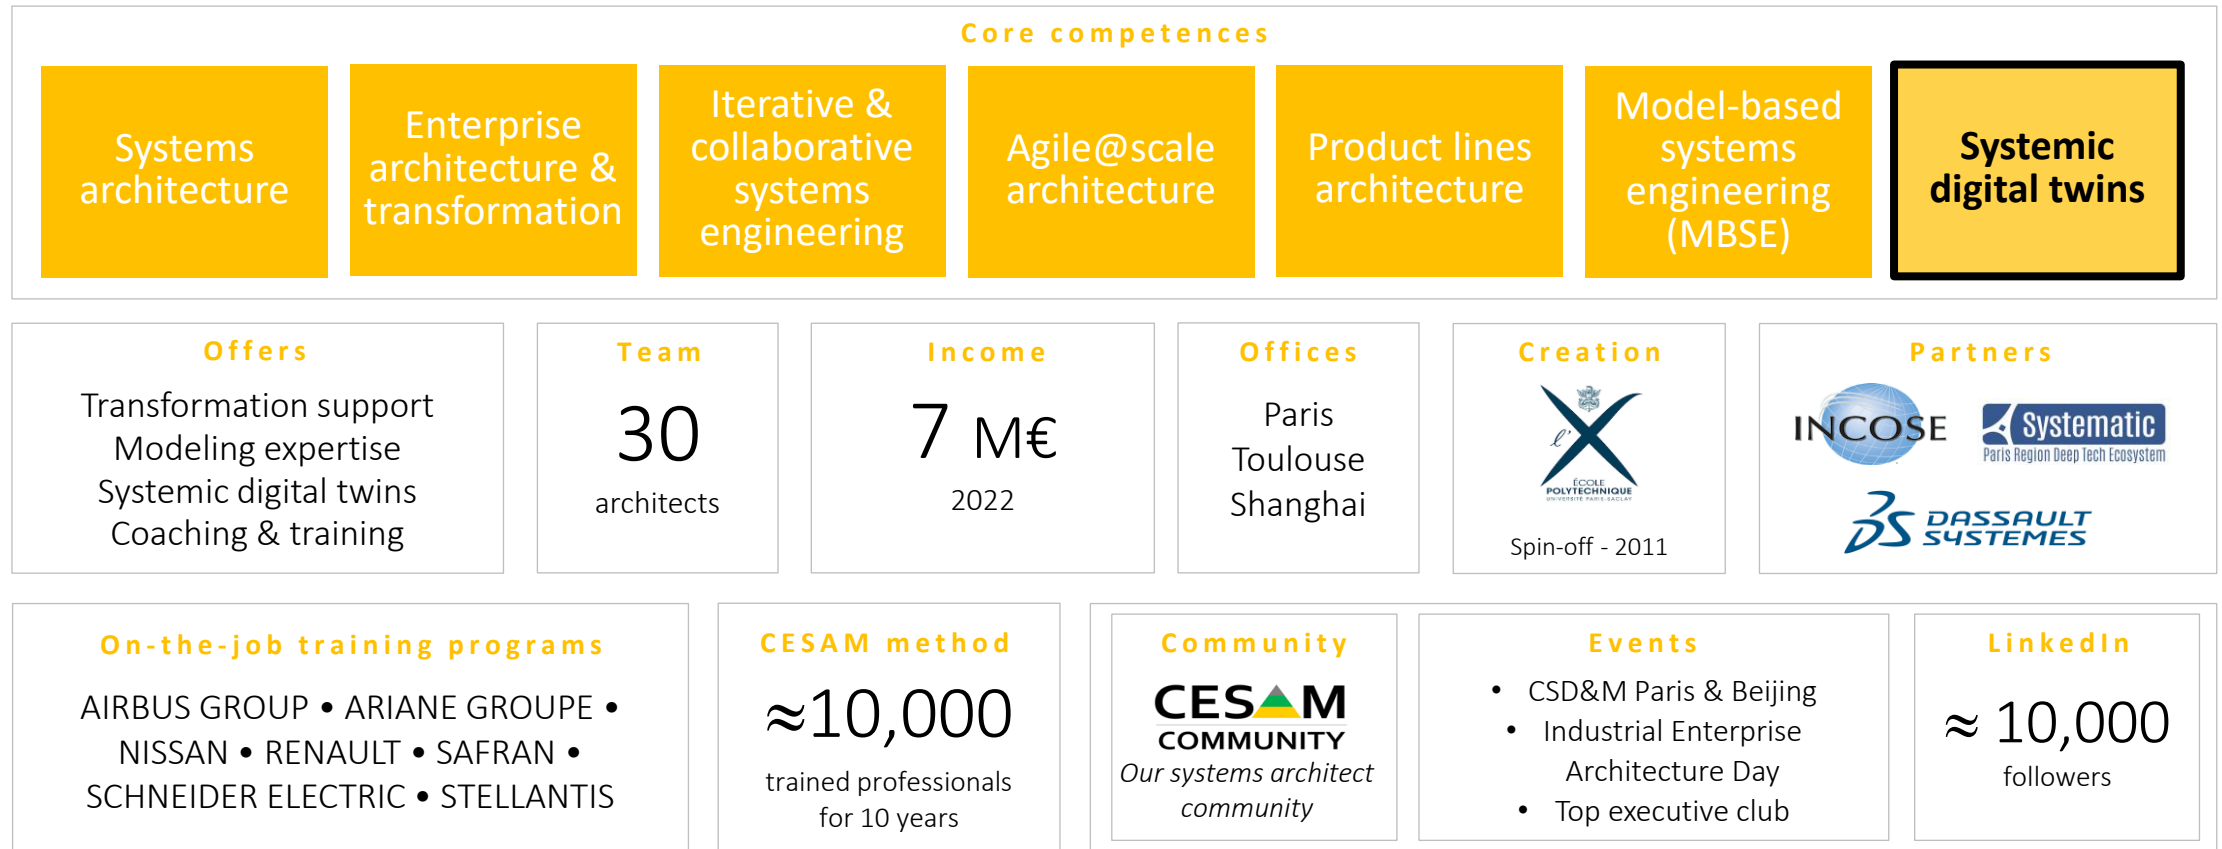 Core competences
Systems
architecture
Enterprise
architecture &
transformation
Iterative &
collaborative
systems
engineering
Agile@scale
architecture
Product lines
architecture
Model-based
systems
engineering
(MBSE)
Systemic
digital twins
Offers
Transformation support
Modeling expertise
Systemic digital twins
Coaching & training
Team
30
architects
Income
7 M€
2022
Offices
Paris
Toulouse
Shanghai
Creation
l'X
ÉCOLE
POLYTECHNIQUE
UNIVERSITÉ PARIS-SACLAY
Spin-off - 2011
Partners
INCOSE
Systematic
Paris Region Deep Tech Ecosystem
DASSAULT
SYSTEMES
On-the-job training programs
AIRBUS GROUP • ARIANE GROUPE •
NISSAN • RENAULT • SAFRAN •
SCHNEIDER ELECTRIC • STELLANTIS
CESAM method
≈10,000
trained professionals
for 10 years
Community
CESAM
COMMUNITY
Our systems architect
community
Events
• CSD&M Paris & Beijing
• Industrial Enterprise
Architecture Day
• Top executive club
LinkedIn
≈ 10,000
followers